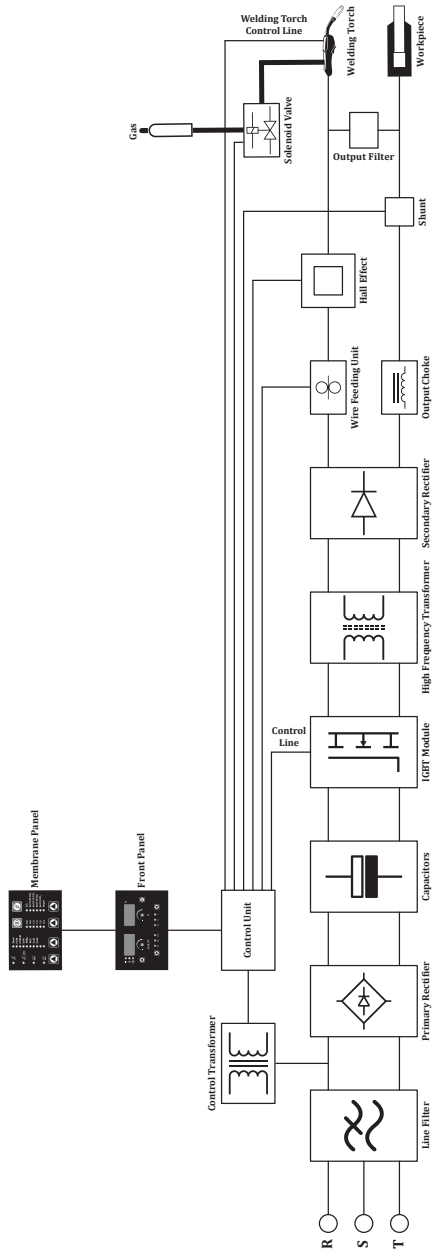 Membrane Panel
Front Panel
Gas
Welding Torch
Control Line
Solenoid Valve
Control Transformer
Control Unit
Control
Line
Welding Torch
Workpiece
Output Filter
Shunt
Hall Effect
Wire Feeding Unit
Output Choke
R
S
T
Line Filter
Primary Rectifier
Capacitors
IGBT Module
High Frequency Transformer
Secondary Rectifier